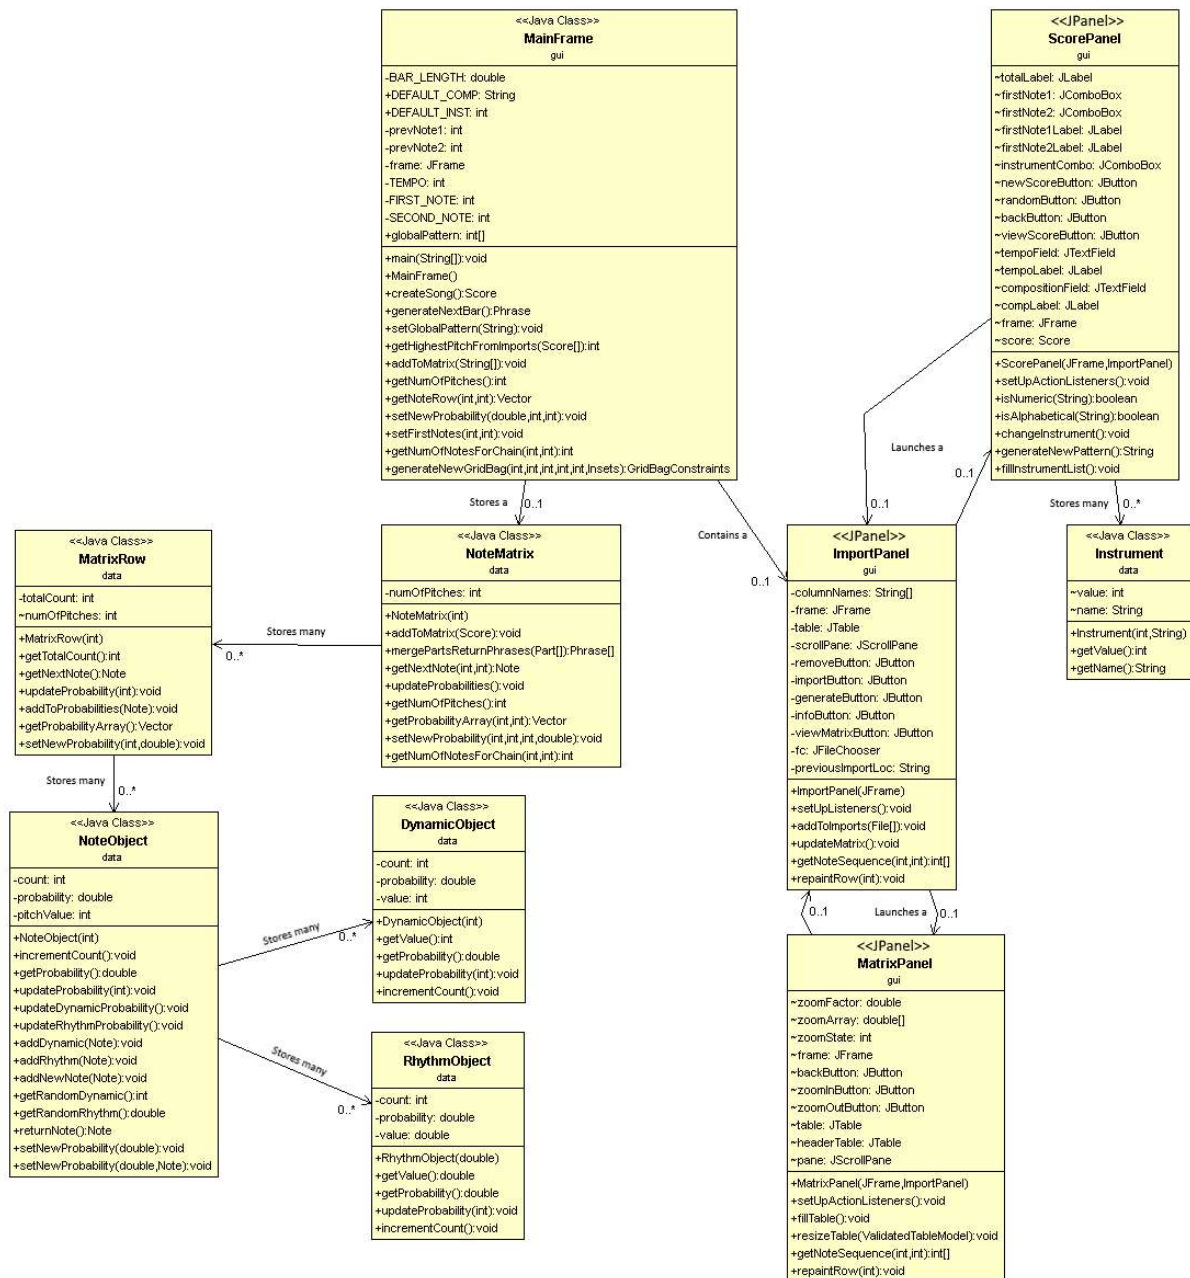 <<Java Class>>
MainFrame
gui
-BAR_LENGTH: double
+DEFAULT_COMP: String
+DEFAULT_INST: int
-prevNote1: int
-prevNote2: int
-frame: JFrame
-TEMPO: int
-FIRST_NOTE: int
-SECOND_NOTE: int
+globalPattern: int[]
+main(String[]):void
+MainFrame()
+createSong():Score
+generateNextBar():Phrase
+setGlobalPattern(String):void
+getHighestPitchFromImports(Score[]):int
+addToMatrix(String[]):void
+getNumOfPitches():int
+getNoteRow(int,int):Vector
+setNewProbability(double,int,int):void
+setFirstNotes(int,int):void
+getNumOfNotesForChain(int,int):int
+generateNewGridBag(int,int,int,int,int,Insets):GridBagConstraints
<<JPanel>>
ScorePanel
gui
~totalLabel: JLabel
~firstNote1: JComboBox
~firstNote2: JComboBox
~firstNote1Label: JLabel
~firstNote2Label: JLabel
~instrumentCombo: JComboBox
~newScoreButton: JButton
~randomButton: JButton
~backButton: JButton
~viewScoreButton: JButton
~tempoField: JTextField
~tempoLabel: JLabel
~compositionField: JTextField
~compLabel: JLabel
~frame: JFrame
~score: Score
+ScorePanel(JFrame,ImportPanel)
+setUpActionListeners():void
+isNumeric(String):boolean
+isAlphabetical(String):boolean
+changeInstrument():void
+generateNewPattern():String
+fillInstrumentList():void
Launches a
0..1
0..1
Stores a
0..1
Contains a
0..1
Stores many
0..*
<<Java Class>>
MatrixRow
data
-totalCount: int
~numOfPitches: int
+MatrixRow(int)
+getTotalCount():int
+getNextNote():Note
+updateProbability(int):void
+addToProbabilities(Note):void
+getProbabilityArray():Vector
+setNewProbability(int,double):void
Stores many
0..*
<<Java Class>>
NoteMatrix
data
-numOfPitches: int
+NoteMatrix(int)
+addToMatrix(Score):void
+mergePartsReturnPhrases(Part[]):Phrase[]
+getNextNote(int,int):Note
+updateProbabilities():void
+getNumOfPitches():int
+getProbabilityArray(int,int):Vector
+setNewProbability(int,int,int,double):void
+getNumOfNotesForChain(int,int):int
<<JPanel>>
ImportPanel
gui
-columnNames: String[]
-frame: JFrame
-table: JTable
-scrollPane: JScrollPane
-removeButton: JButton
-importButton: JButton
-generateButton: JButton
-infoButton: JButton
-viewMatrixButton: JButton
-fc: JFileChooser
-previousImportLoc: String
+ImportPanel(JFrame)
+setUpListeners():void
+addToImports(File[]):void
+updateMatrix():void
+getNoteSequence(int,int):int[]
+repaintRow(int):void
<<Java Class>>
Instrument
data
~value: int
~name: String
+Instrument(int,String)
+getValue():int
+getName():String
Stores many
0..*
<<Java Class>>
NoteObject
data
-count: int
-probability: double
-pitchValue: int
+NoteObject(int)
+incrementCount():void
+getProbability():double
+updateProbability(int):void
+updateDynamicProbability():void
+updateRhythmProbability():void
+addDynamic(Note):void
+addRhythm(Note):void
+addNewNote(Note):void
+getRandomDynamic():int
+getRandomRhythm():double
+returnNote():Note
+setNewProbability(double):void
+setNewProbability(double,Note):void
Stores many
0..*
<<Java Class>>
DynamicObject
data
-count: int
-probability: double
-value: int
+DynamicObject(int)
+getValue():int
+getProbability():double
+updateProbability(int):void
+incrementCount():void
Stores many
0..*
<<Java Class>>
RhythmObject
data
-count: int
-probability: double
-value: double
+RhythmObject(double)
+getValue():double
+getProbability():double
+updateProbability(int):void
+incrementCount():void
0..1
Launches a
0..1
<<JPanel>>
MatrixPanel
gui
~zoomFactor: double
~zoomArray: double[]
~zoomState: int
~frame: JFrame
~backButton: JButton
~zoomInButton: JButton
~zoomOutButton: JButton
~table: JTable
~headerTable: JTable
~pane: JScrollPane
+MatrixPanel(JFrame,ImportPanel)
+setUpActionListeners():void
+fillTable():void
+resizeTable(ValidatedTableModel):void
+getNoteSequence(int,int):int[]
+repaintRow(int):void